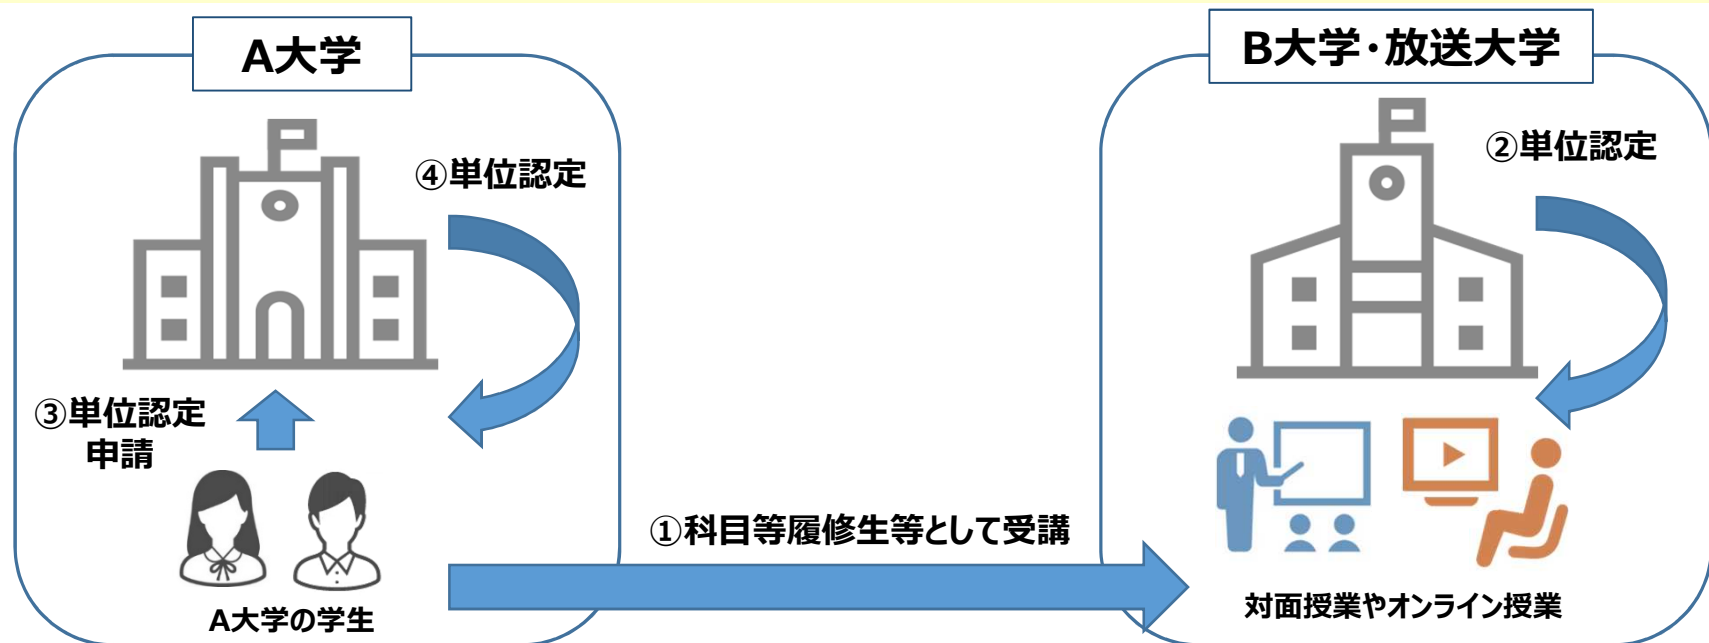 A大学
B大学・放送大学
④単位認定
②単位認定
③単位認定
申請
①科目等履修生等として受講
A大学の学生
対面授業やオンライン授業